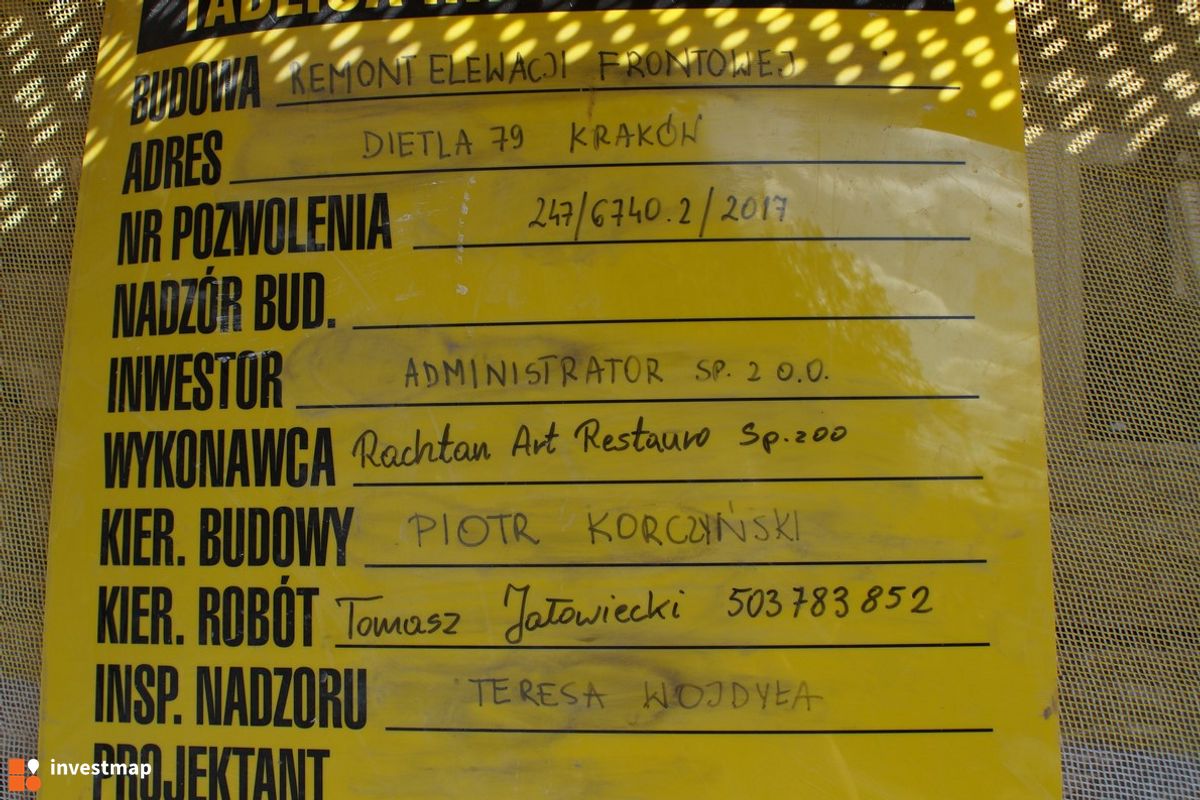 TABLICA
BUDOWA REMONT ELEWACJI FRONTOWEJ
ADRES DIETLA 79 KRAKÓW
NR POZWOLENIA 247/6740.2/2017
NADZÓR BUD.
INWESTOR ADMINISTRATOR SP. Z O.O.
WYKONAWCA Rachtan Art Restauro Sp. zoo
KIER. BUDOWY PIOTR KORCZYŃSKI
KIER. ROBÓT Tomasz Jałowiecki 503783852
INSP. NADZORU TERESA WOJDYŁA
PROJEKTANT
investmap